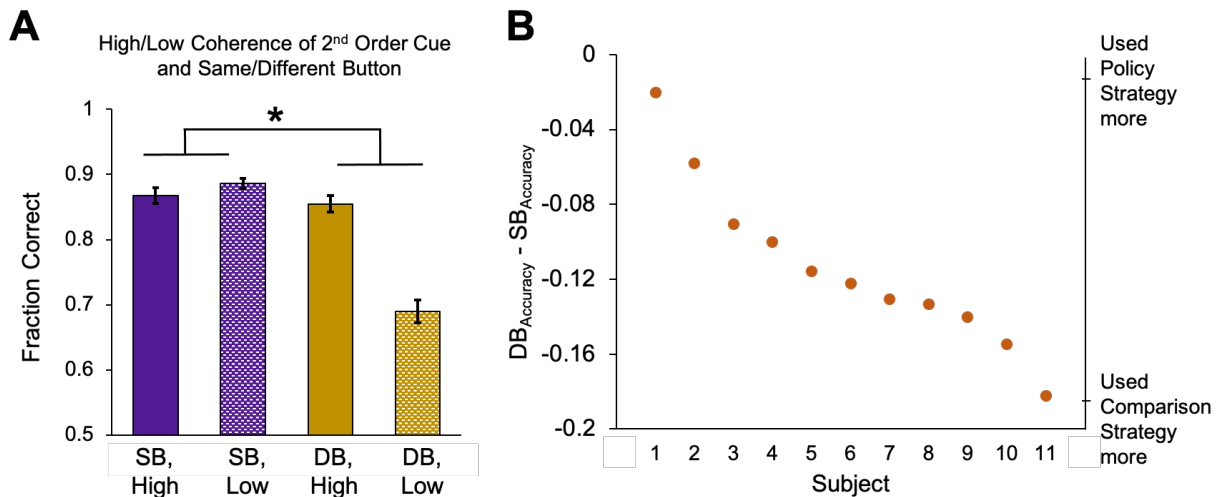 A
High/Low Coherence of 2nd Order Cue
and Same/Different Button
*
Fraction Correct
1
0.9
0.8
0.7
0.6
0.5
SB,
High
SB,
Low
DB,
High
DB,
Low
B
DBAccuracy - SBAccuracy
0
-0.04
-0.08
-0.12
-0.16
-0.2
1 2 3 4 5 6 7 8 9 10 11
Subject
Used
Policy
Strategy
more
Used
Comparison
Strategy
more